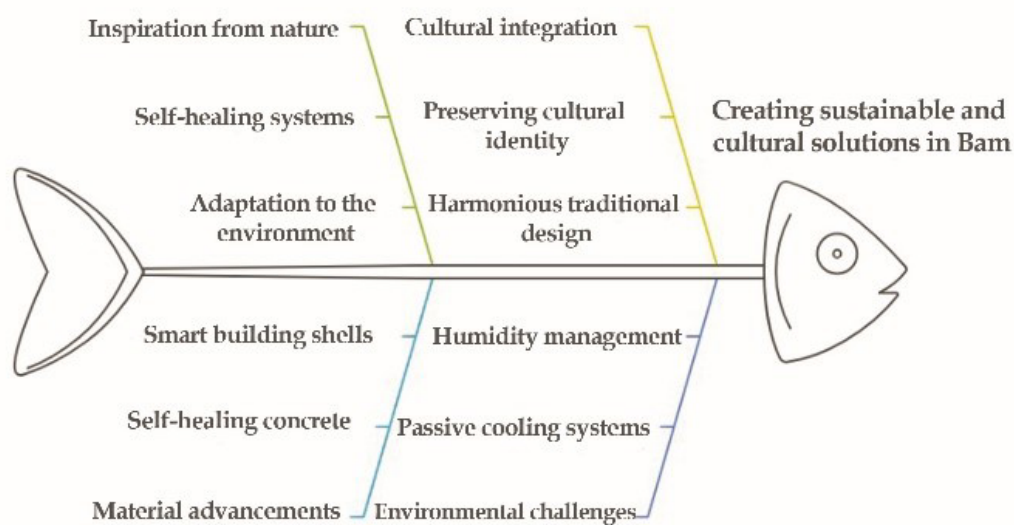 Inspiration from nature
Cultural integration
Self-healing systems
Preserving cultural
identity
Creating sustainable and
cultural solutions in Bam
Adaptation to the
environment
Harmonious traditional
design
Smart building shells
Humidity management
Self-healing concrete
Passive cooling systems
Material advancements
Environmental challenges